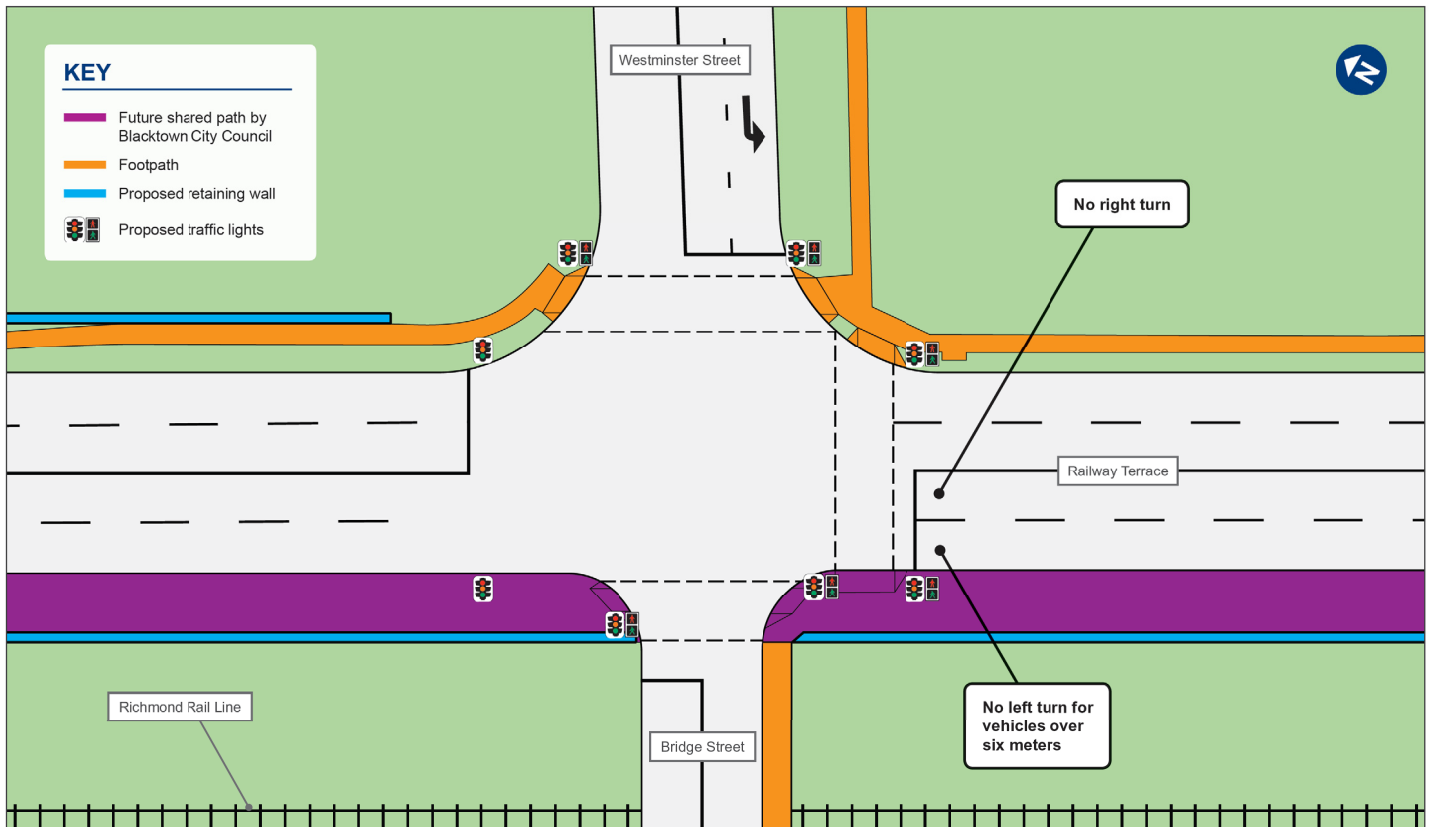 Westminster Street
KEY
Future shared path by
Blacktown City Council
Footpath
Proposed retaining wall
Proposed traffic lights
N
No right turn
Railway Terrace
Richmond Rail Line
Bridge Street
No left turn for
vehicles over
six meters